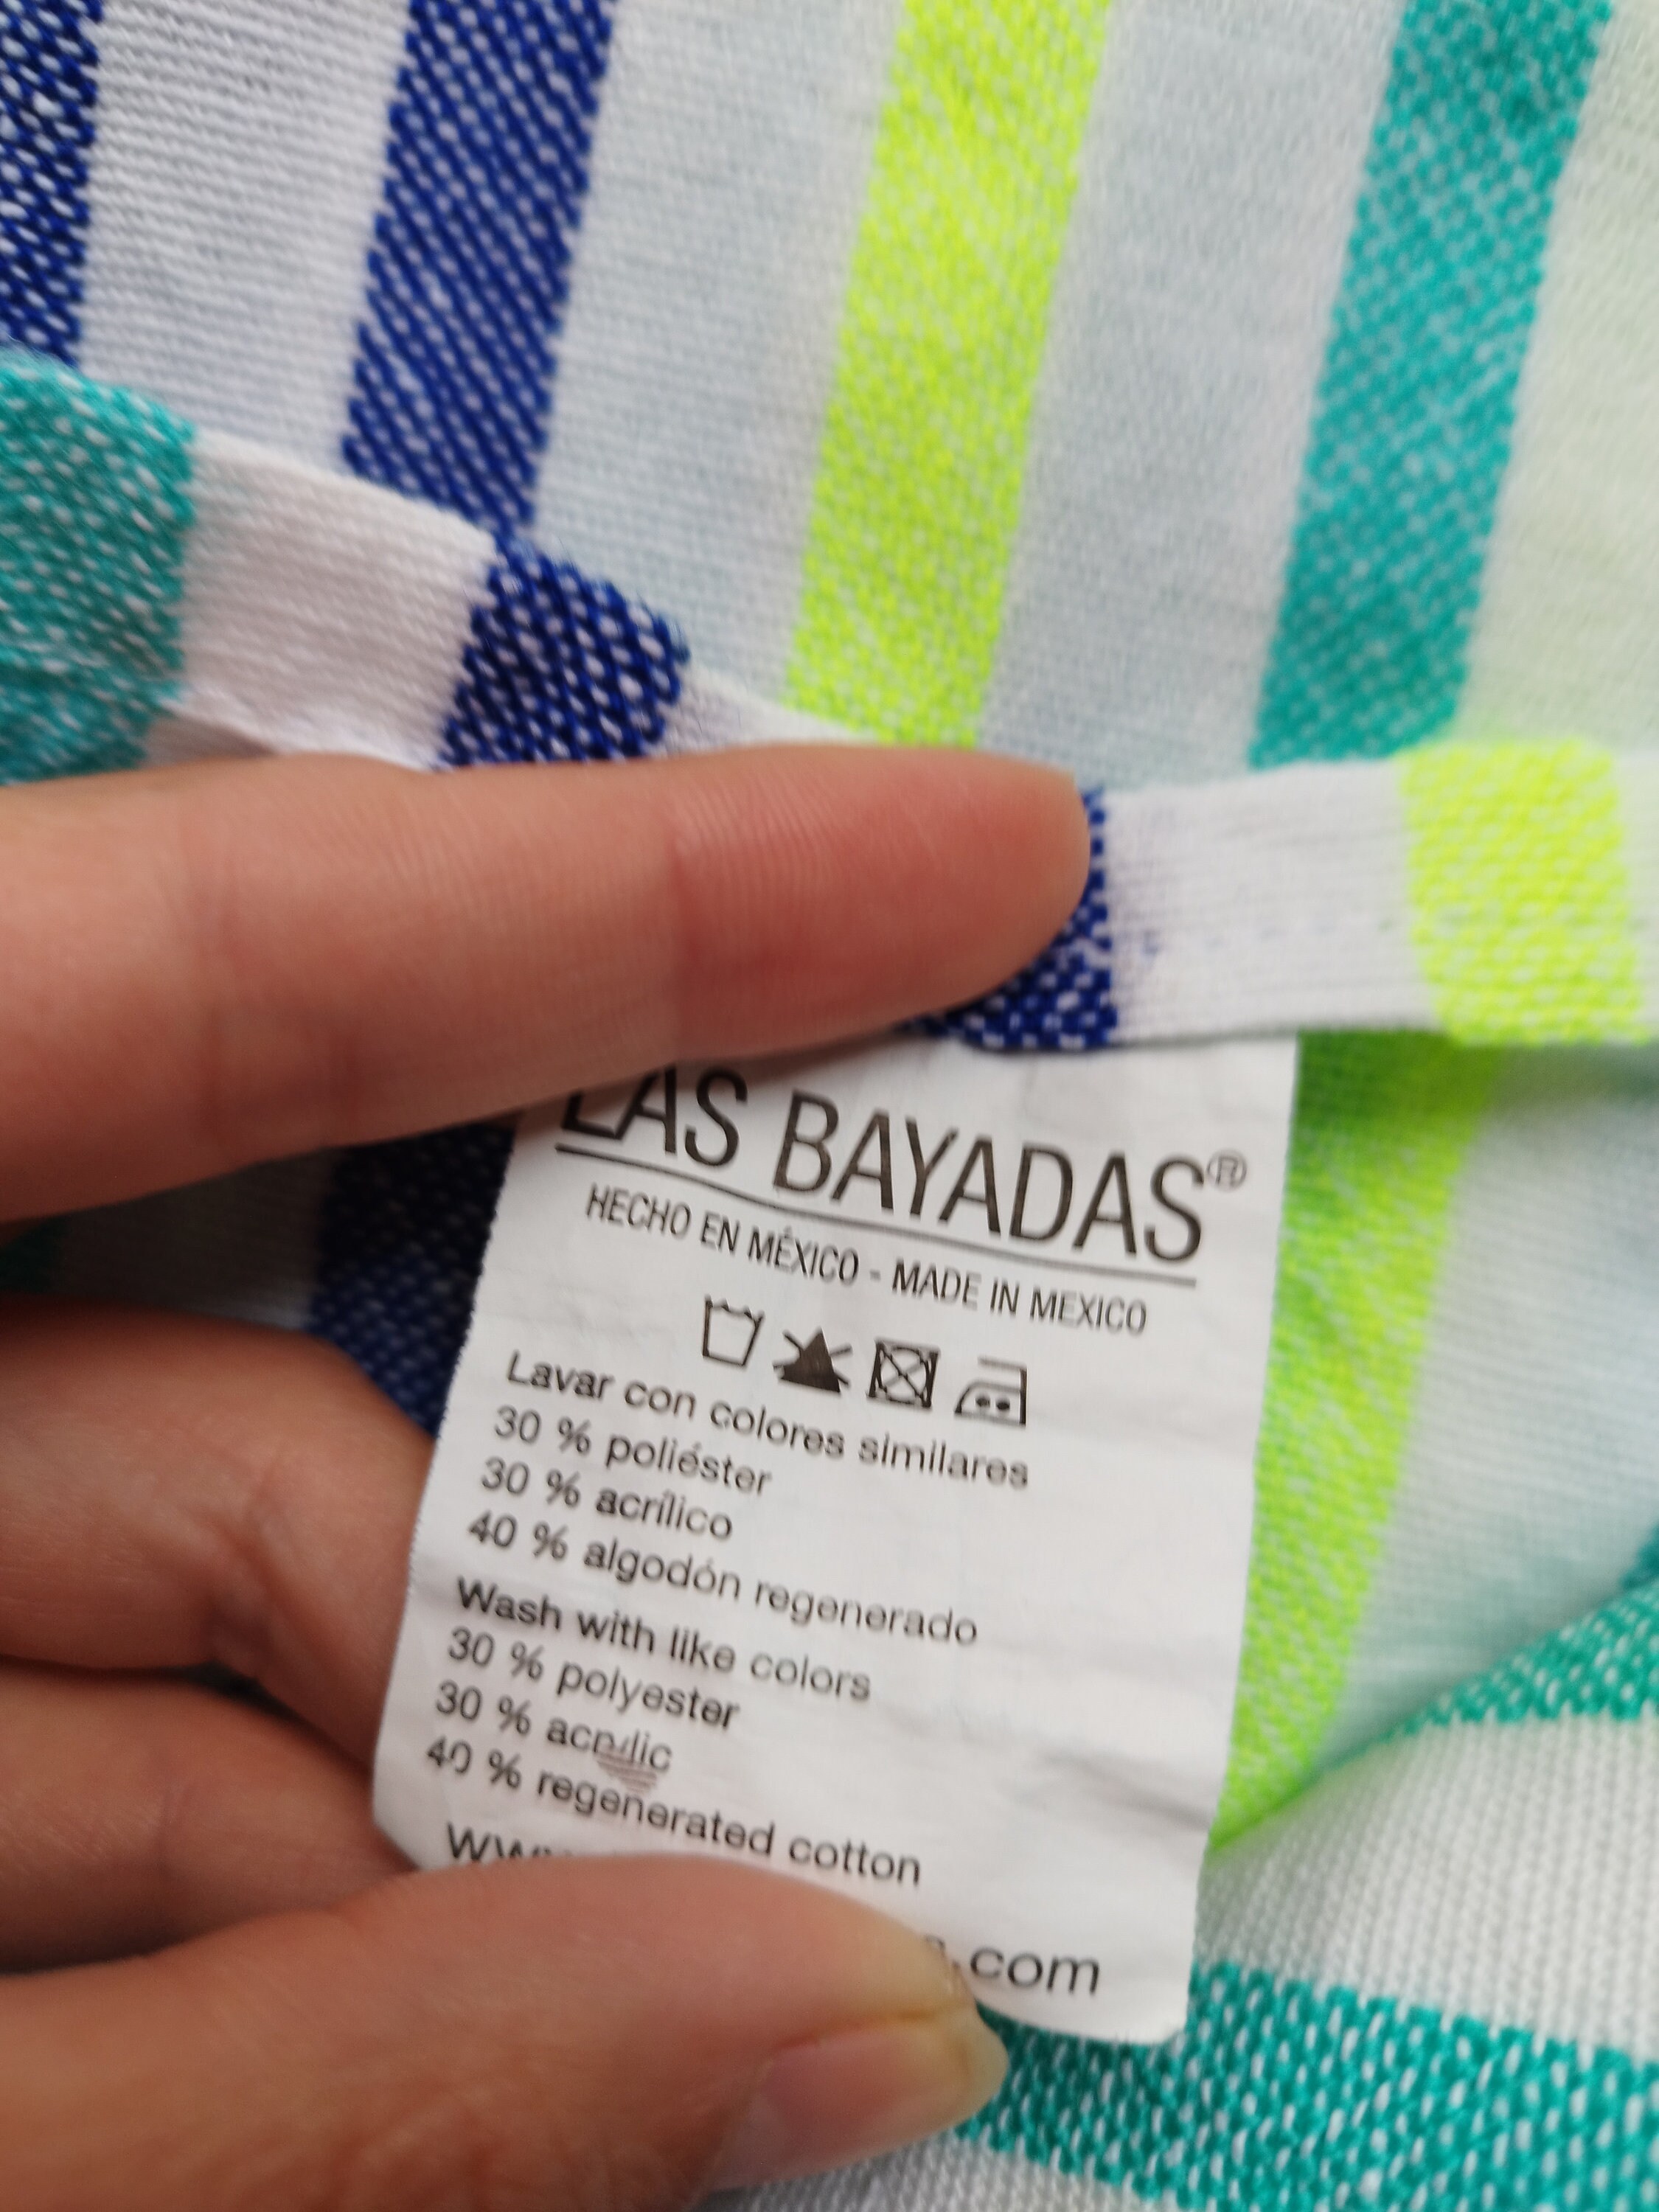 LAS BAYADAS®
HECHO EN MÉXICO - MADE IN MEXICO
Lavar con colores similares
30 % poliéster
30 % acrílico
40 % algodón regenerado
Wash with like colors
30 % polyester
30 % acrylic
40 % regenerated cotton
.com